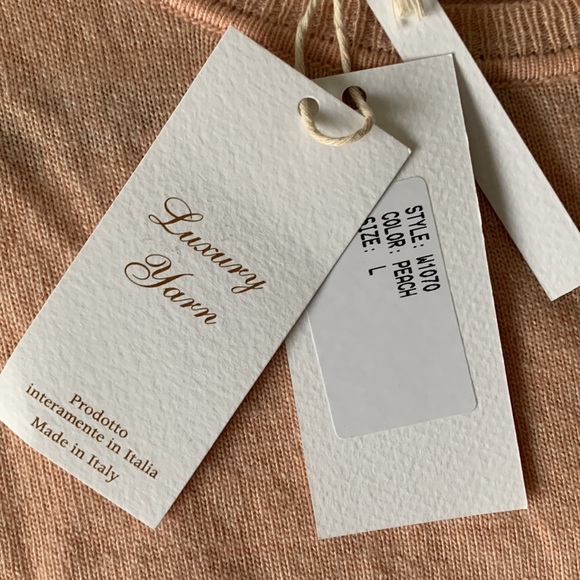 Luxury
Yarn
Prodotto
interamente in Italia
Made in Italy
STYLE: W1070
COLOR: PEACH
SIZE: L